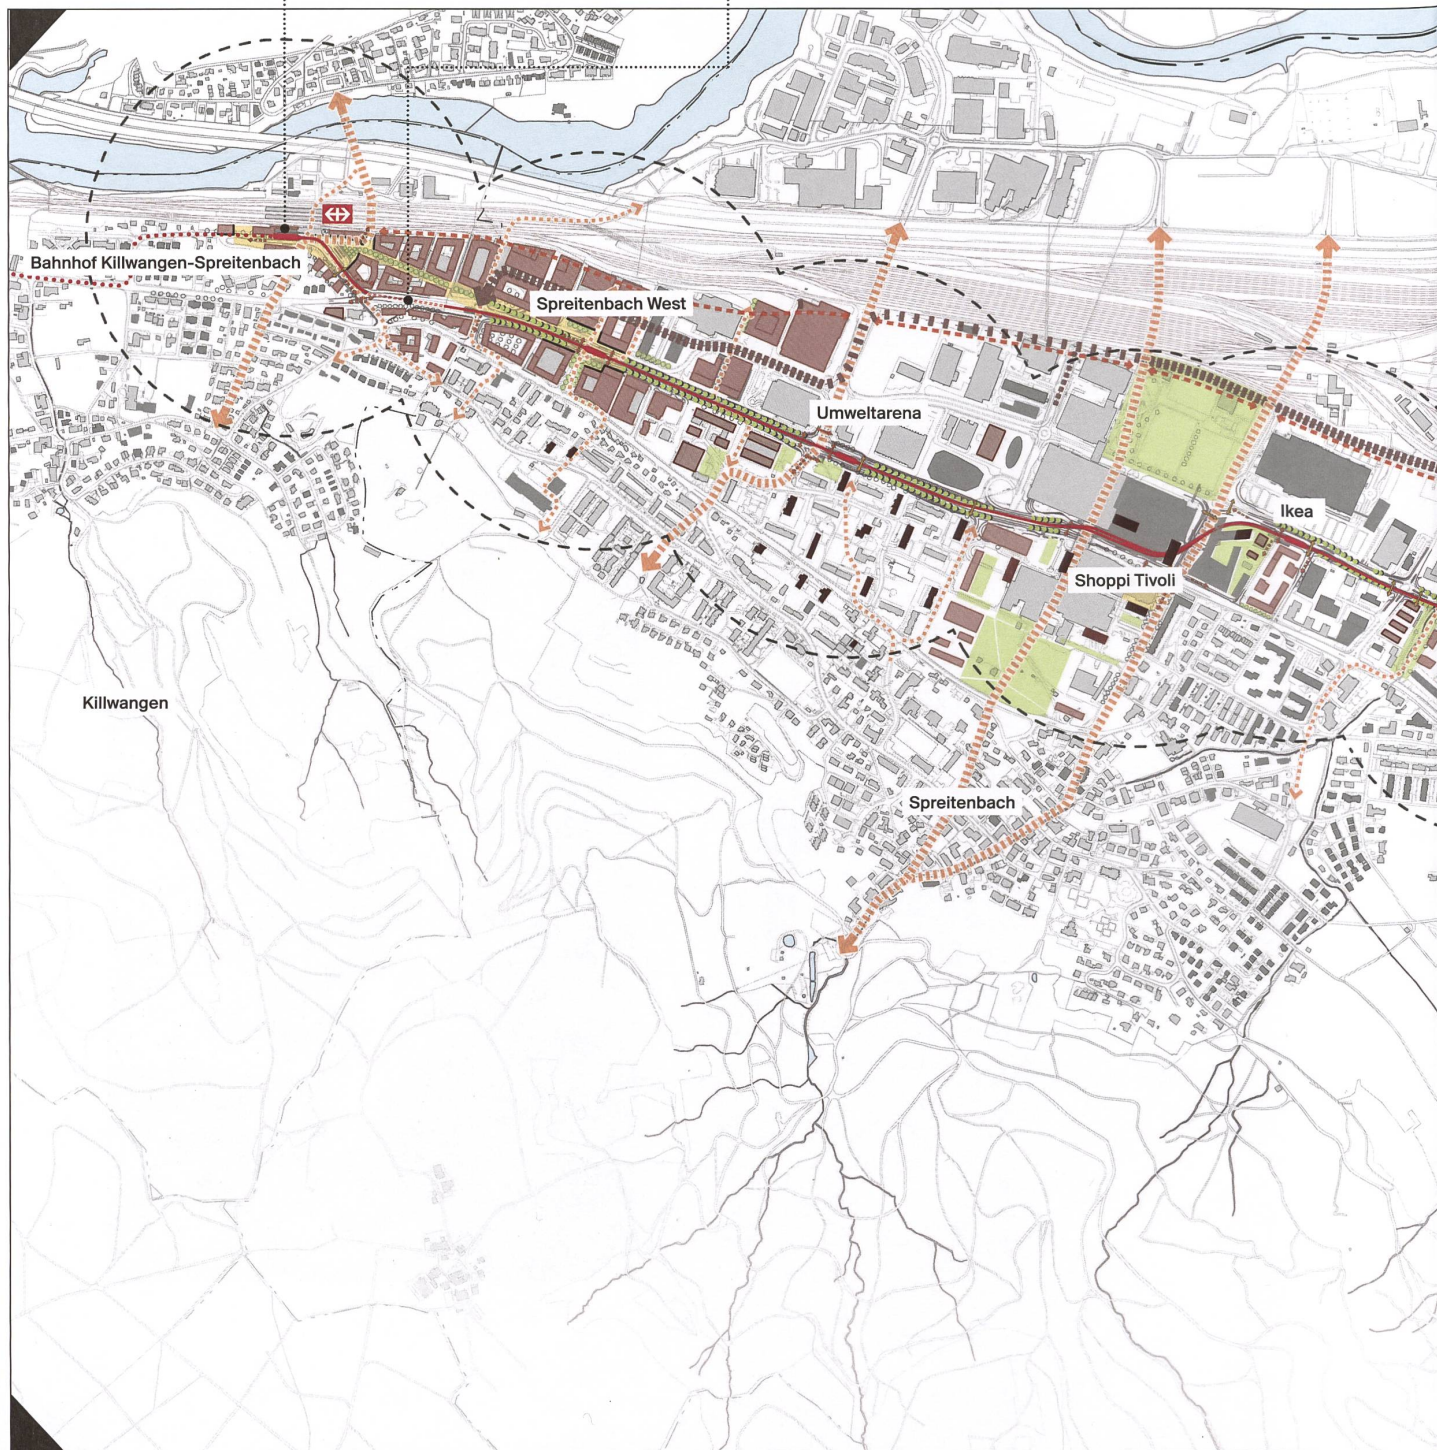 Bahnhof Killwangen-Spreitenbach
Spreitenbach West
Umweltarena
Ikea
Shoppi Tivoli
Killwangen
Spreitenbach